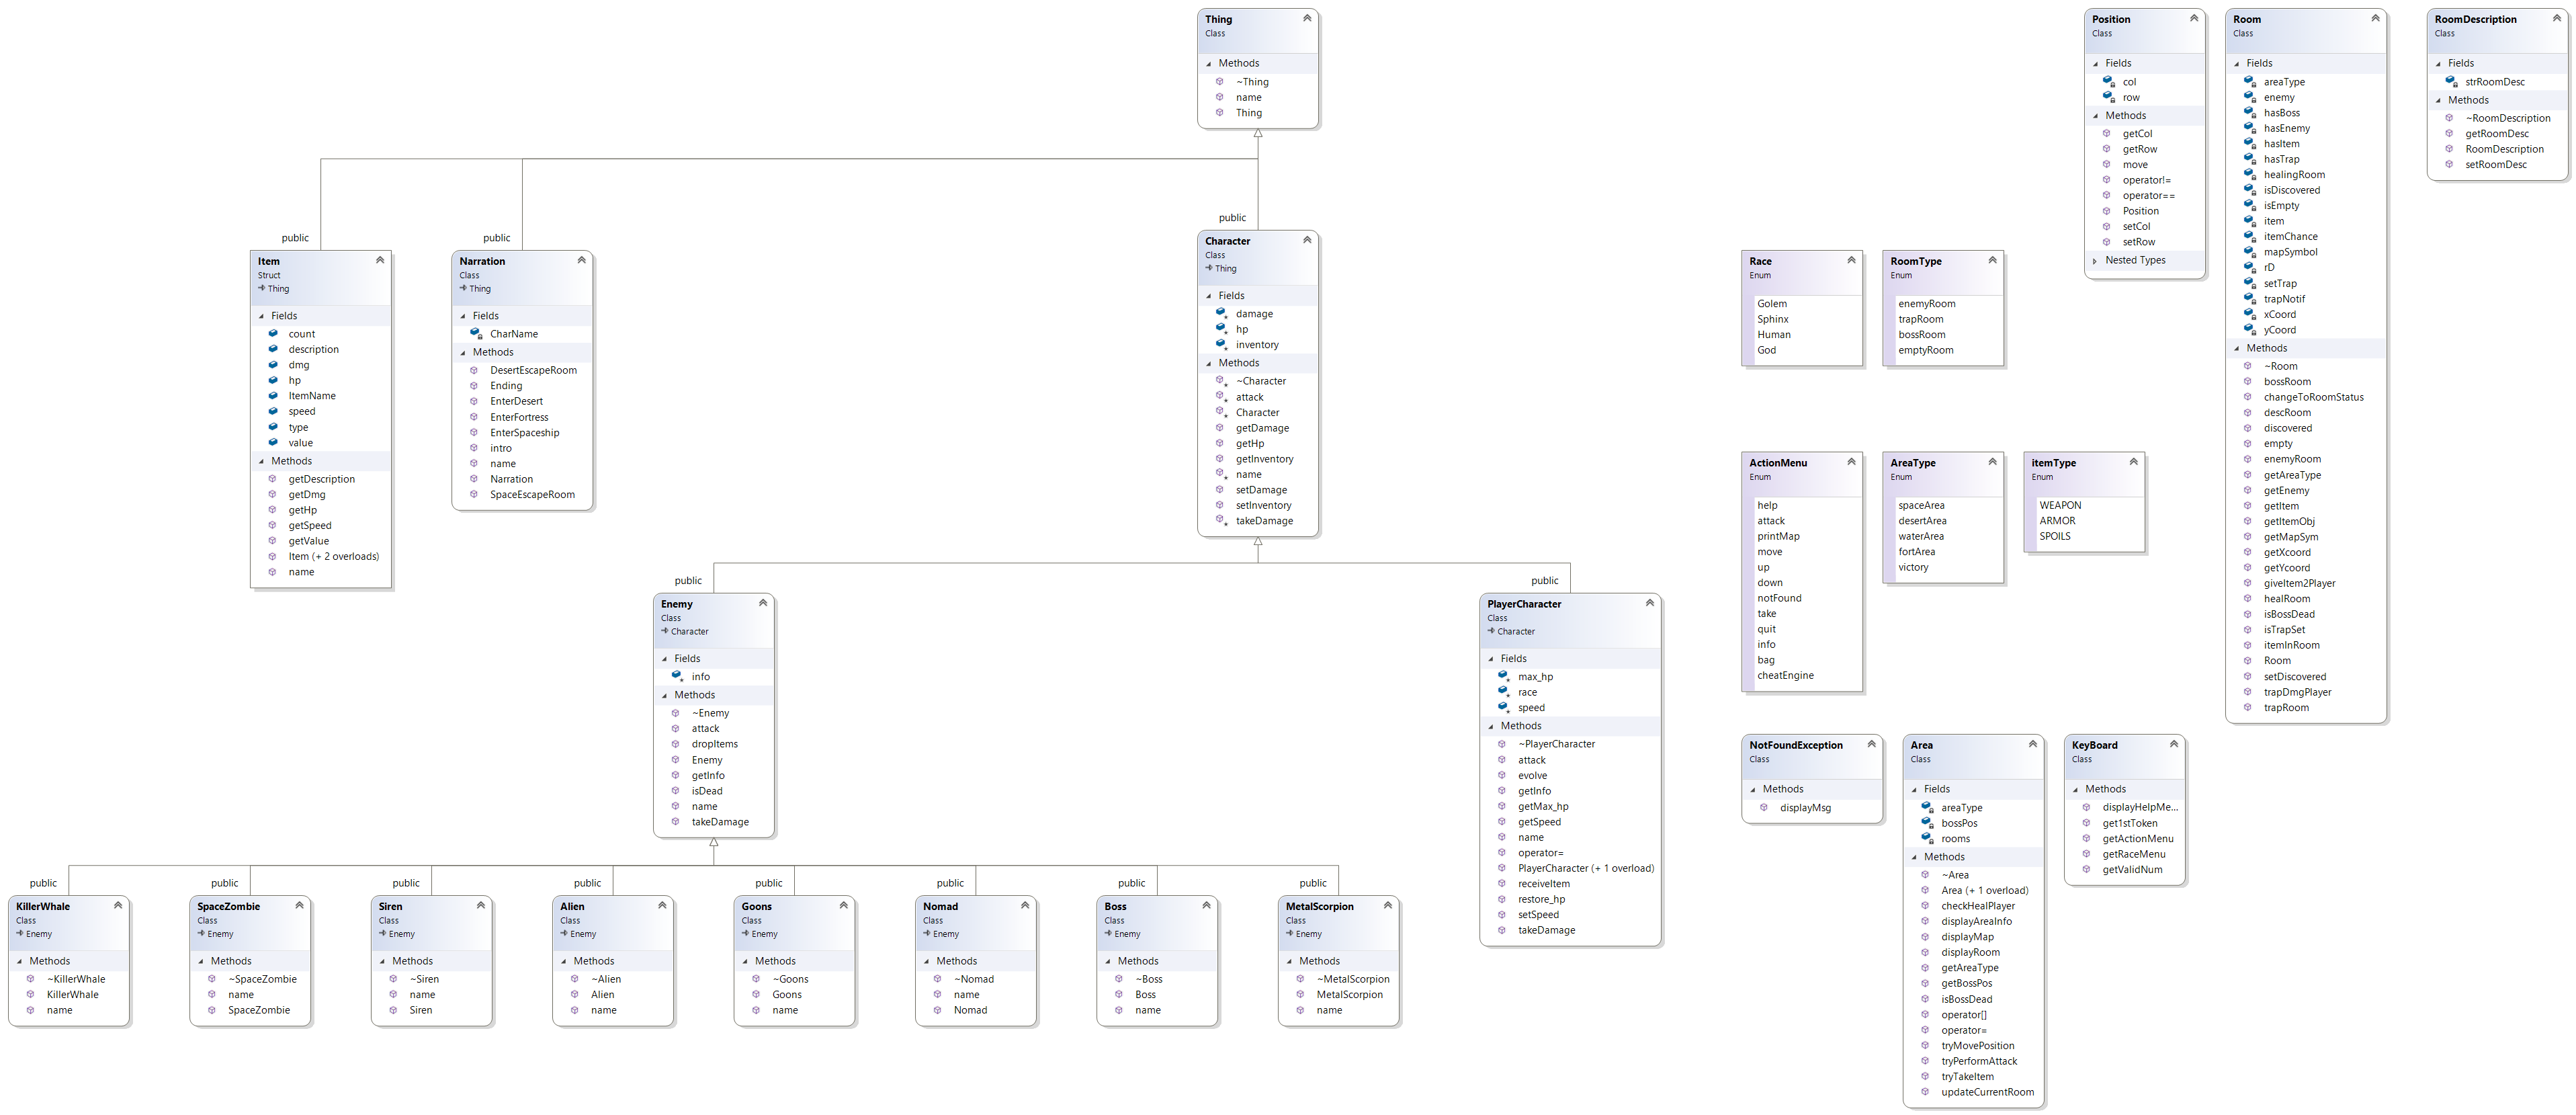 Thing
Class
Methods
~Thing
name
Thing
public
public
public
Item
Struct
Thing
Fields
count
description
dmg
hp
ItemName
speed
type
value
Methods
getDescription
getDmg
getHp
getSpeed
getValue
Item (+ 2 overloads)
name
Narration
Class
Thing
Fields
CharName
Methods
DesertEscapeRoom
Ending
EnterDesert
EnterFortress
EnterSpaceship
intro
name
Narration
SpaceEscapeRoom
Character
Class
Thing
Fields
damage
hp
inventory
Methods
~Character
attack
Character
getDamage
getHp
getInventory
name
setDamage
setInventory
takeDamage
public
public
Enemy
Class
Character
Fields
info
Methods
~Enemy
attack
dropItems
Enemy
getInfo
isDead
name
takeDamage
PlayerCharacter
Class
Character
Fields
max_hp
race
speed
Methods
~PlayerCharacter
attack
evolve
getInfo
getMax_hp
getSpeed
name
operator=
PlayerCharacter (+ 1 overload)
receiveItem
restore_hp
setSpeed
takeDamage
public
public
public
public
public
public
public
public
KillerWhale
Class
Enemy
Methods
~KillerWhale
KillerWhale
name
SpaceZombie
Class
Enemy
Methods
~SpaceZombie
name
SpaceZombie
Siren
Class
Enemy
Methods
~Siren
name
Siren
Alien
Class
Enemy
Methods
~Alien
Alien
name
Goons
Class
Enemy
Methods
~Goons
Goons
name
Nomad
Class
Enemy
Methods
~Nomad
name
Nomad
Boss
Class
Enemy
Methods
~Boss
Boss
name
MetalScorpion
Class
Enemy
Methods
~MetalScorpion
MetalScorpion
name
Position
Class
Fields
col
row
Methods
getCol
getRow
move
operator!=
operator==
Position
setCol
setRow
Nested Types
Room
Class
Fields
areaType
enemy
hasBoss
hasEnemy
hasItem
hasTrap
healingRoom
isDiscovered
isEmpty
item
itemChance
mapSymbol
rD
setTrap
trapNotif
xCoord
yCoord
Methods
~Room
bossRoom
changeToRoomStatus
descRoom
discovered
empty
enemyRoom
getAreaType
getEnemy
getItem
getItemObj
getMapSym
getXcoord
getYcoord
giveItem2Player
healRoom
isBossDead
isTrapSet
itemInRoom
Room
setDiscovered
trapDmgPlayer
trapRoom
RoomDescription
Class
Fields
strRoomDesc
Methods
~RoomDescription
getRoomDesc
RoomDescription
setRoomDesc
Race
Enum
Golem
Sphinx
Human
God
RoomType
Enum
enemyRoom
trapRoom
bossRoom
emptyRoom
ActionMenu
Enum
help
attack
printMap
move
up
down
notFound
take
quit
info
bag
cheatEngine
AreaType
Enum
spaceArea
desertArea
waterArea
fortArea
victory
itemType
Enum
WEAPON
ARMOR
SPOILS
NotFoundException
Class
Methods
displayMsg
Area
Class
Fields
areaType
bossPos
rooms
Methods
~Area
Area (+ 1 overload)
checkHealPlayer
displayAreaInfo
displayMap
displayRoom
getAreaType
getBossPos
isBossDead
operator[]
operator=
tryMovePosition
tryPerformAttack
tryTakeItem
updateCurrentRoom
KeyBoard
Class
Methods
displayHelpMe...
get1stToken
getActionMenu
getRaceMenu
getValidNum